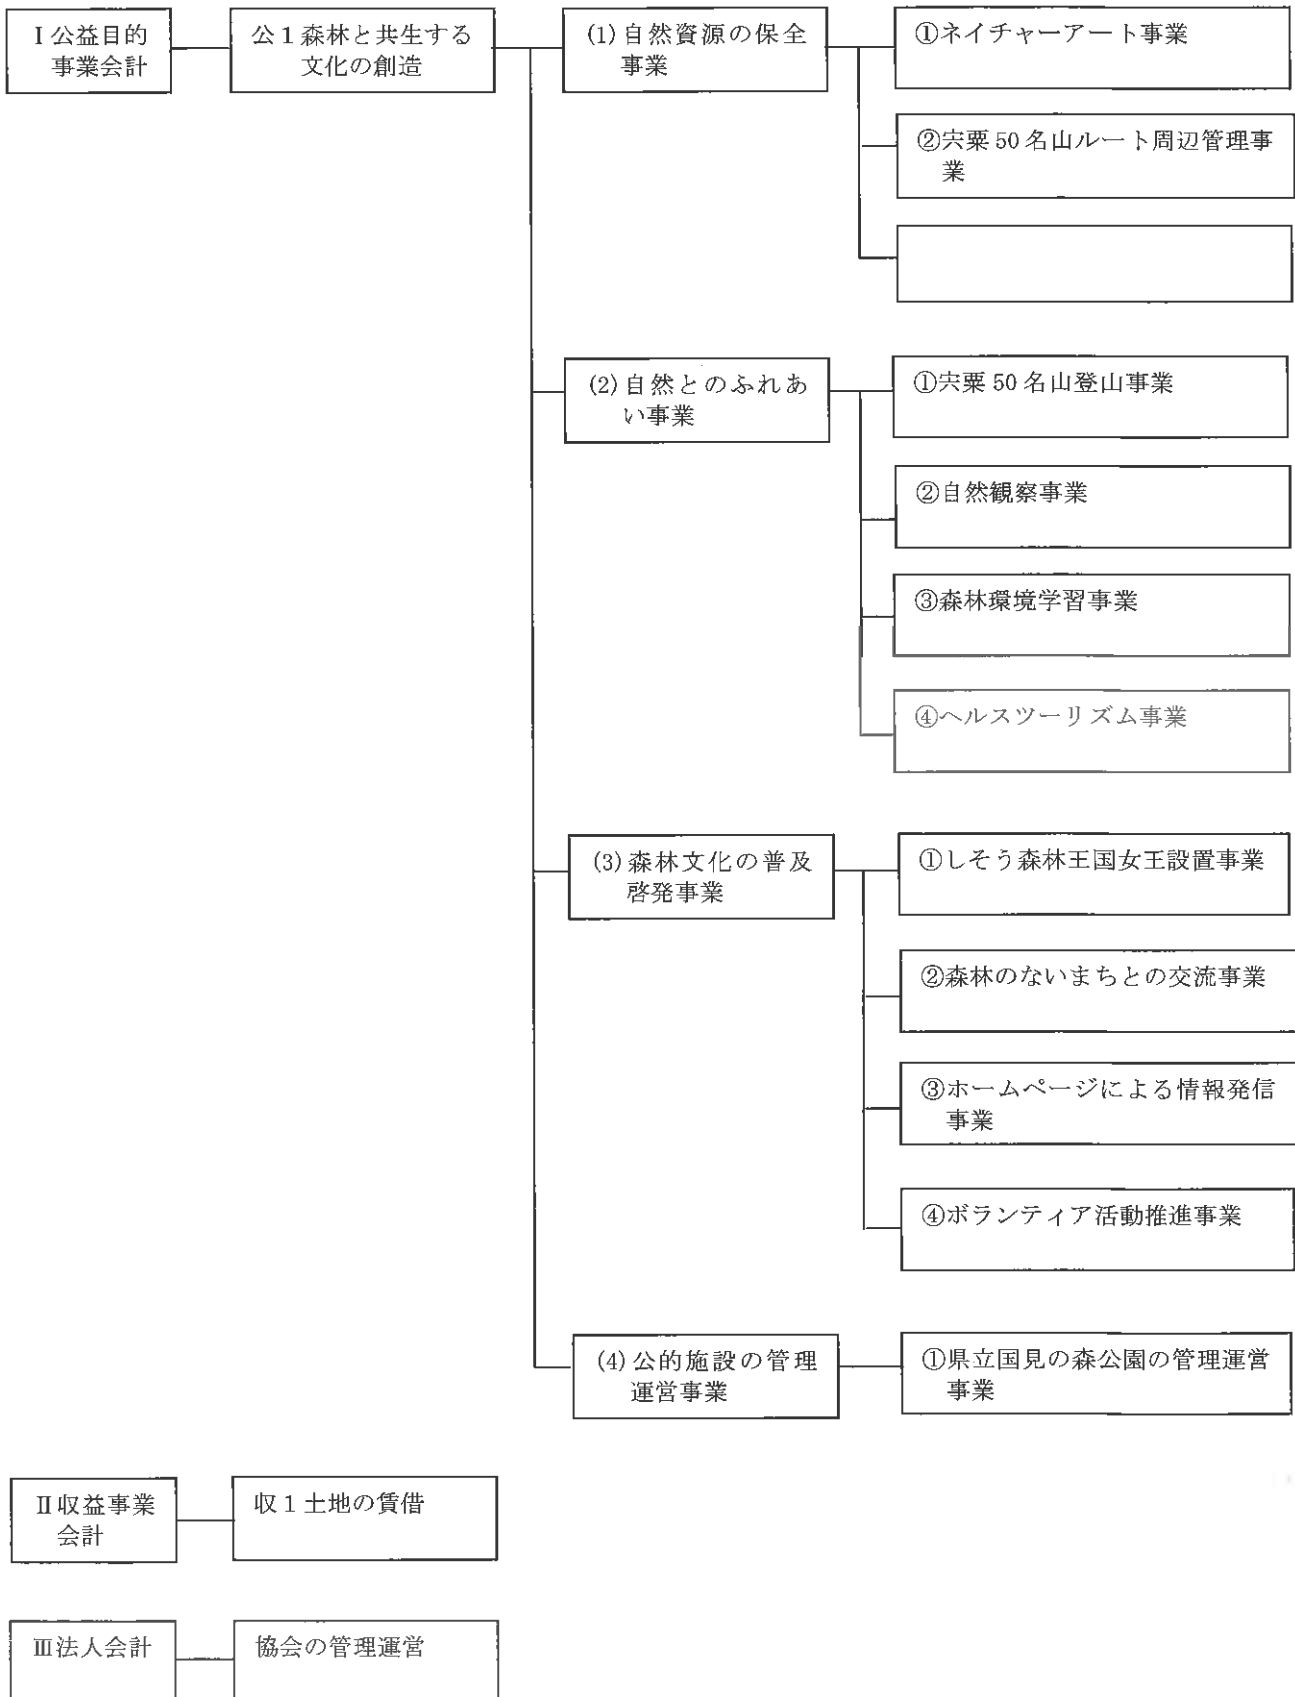 Ⅰ公益目的
事業会計
公1森林と共生する
文化の創造
(1)自然資源の保全
事業
①ネイチャーアート事業
②宍粟50名山ルート周辺管理事
業
(2)自然とのふれあ
い事業
①宍粟50名山登山事業
②自然観察事業
③森林環境学習事業
④ヘルスツーリズム事業
(3)森林文化の普及
啓発事業
①しそう森林王国女王設置事業
②森林のないまちとの交流事業
③ホームページによる情報発信
事業
④ボランティア活動推進事業
(4)公的施設の管理
運営事業
①県立国見の森公園の管理運営
事業
Ⅱ収益事業
会計
収1土地の賃借
Ⅲ法人会計
協会の管理運営